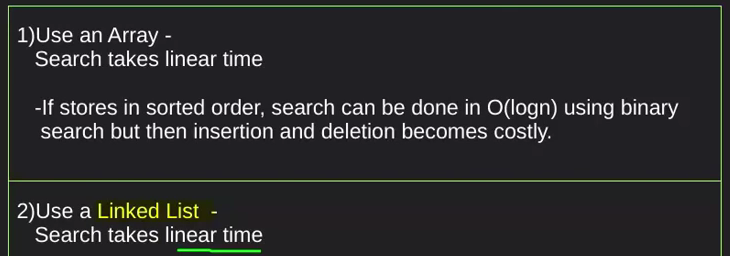 1)Use an Array -
Search takes linear time
-If stores in sorted order, search can be done in O(logn) using binary
search but then insertion and deletion becomes costly.
2)Use a Linked List -
Search takes linear time